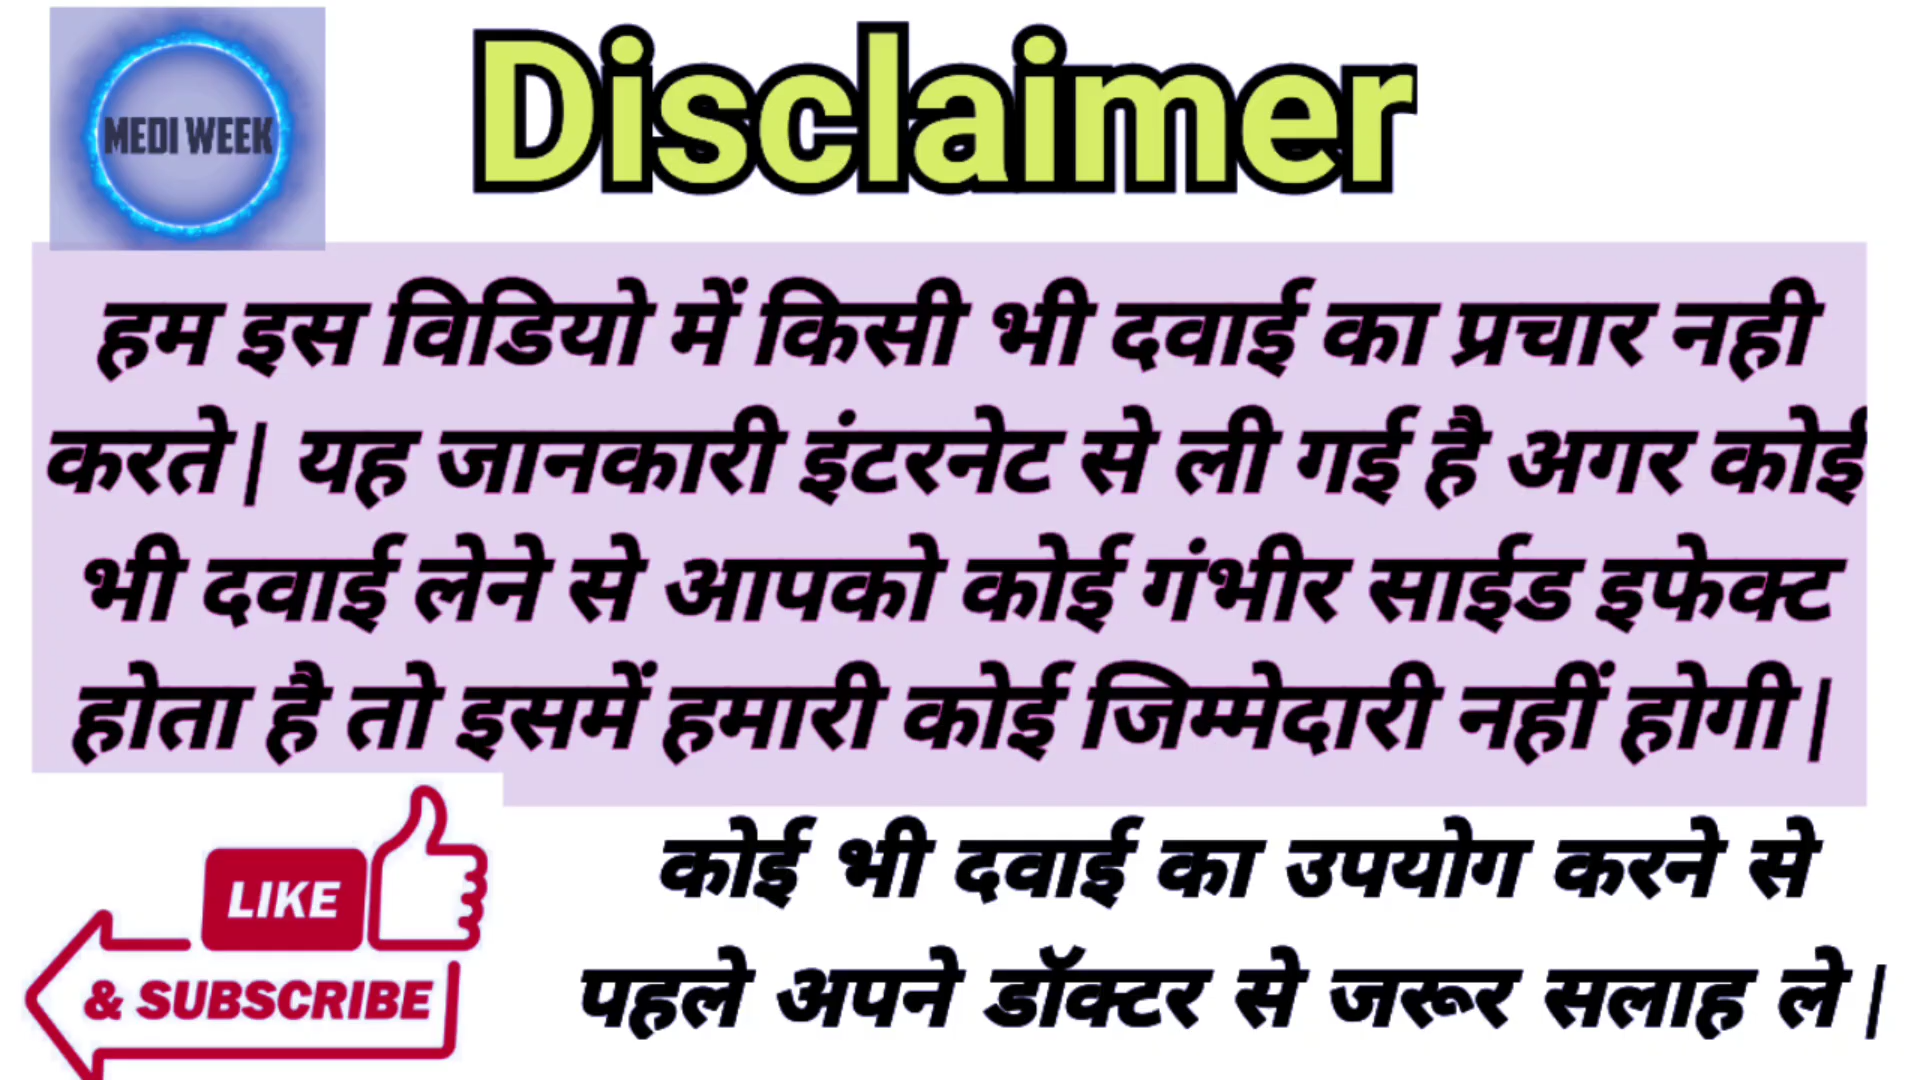 MEDI WEEK
Disclaimer
हम इस विडियो में किसी भी दवाई का प्रचार नही
करते| यह जानकारी इंटरनेट से ली गई है अगर कोई
भी दवाई लेने से आपको कोई गंभीर साईड इफेक्ट
होता है तो इसमें हमारी कोई जिम्मेदारी नहीं होगी|
कोई भी दवाई का उपयोग करने से
पहले अपने डॉक्टर से जरूर सलाह ले|
LIKE
& SUBSCRIBE